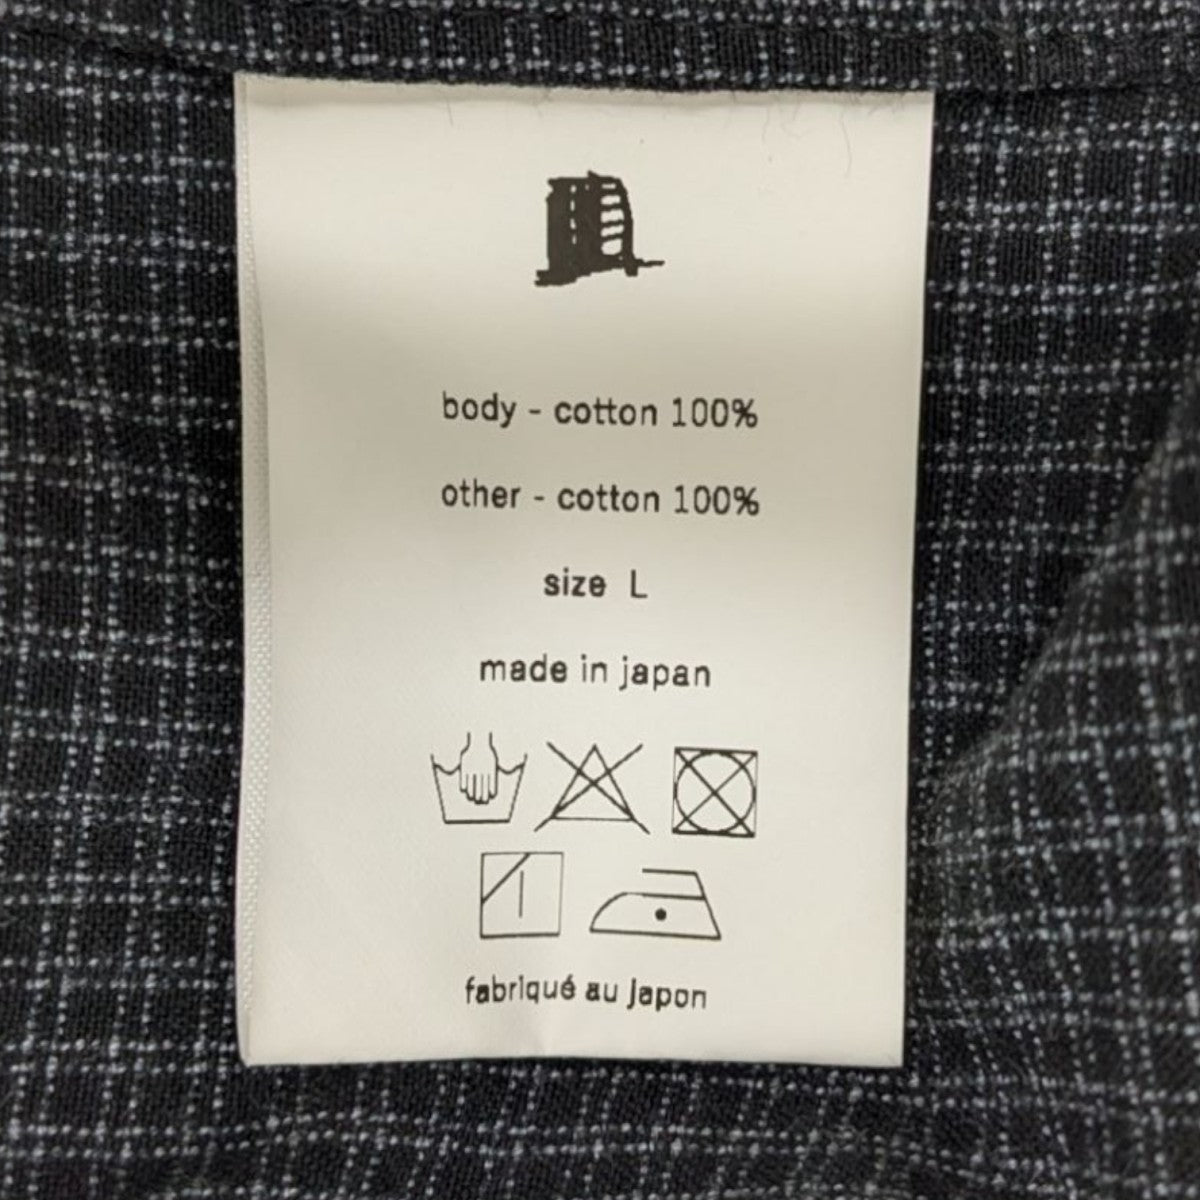 body - cotton 100%
other - cotton 100%
size L
made in japan
fabriqué au Japon